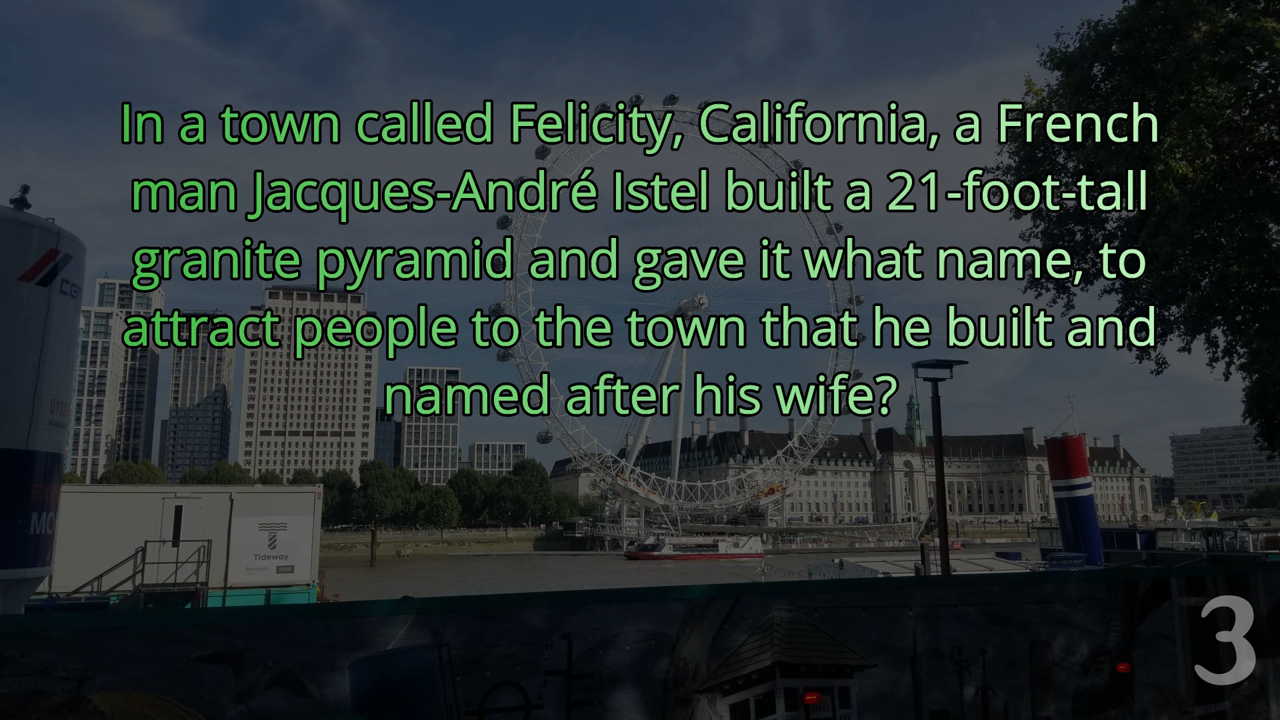 In a town called Felicity, California, a French
man Jacques-André Istel built a 21-foot-tall
granite pyramid and gave it what name, to
attract people to the town that he built and
named after his wife?
Tideway
3